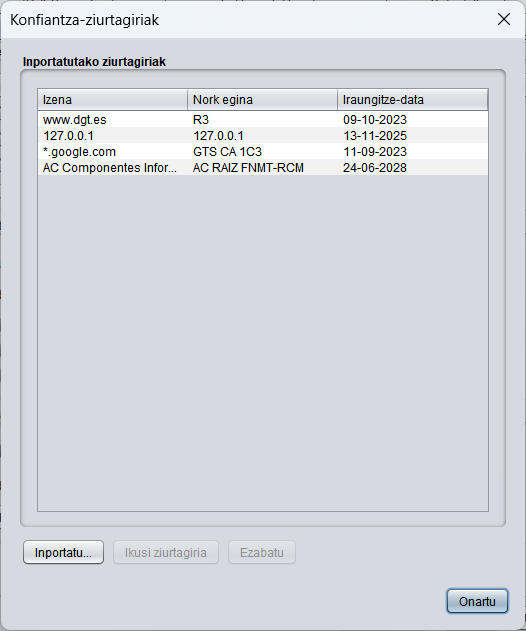 Konfiantza-ziurtagiriak
Inportatutako ziurtagiriak
Izena Nork egina Iraungitze-data
www.dgt.es R3 09-10-2023
127.0.0.1 127.0.0.1 13-11-2025
*.google.com GTS CA 1C3 11-09-2023
AC Componentes Infor... AC RAIZ FNMT-RCM 24-06-2028
Inportatu... Ikusi ziurtagiria Ezabatu
Onartu